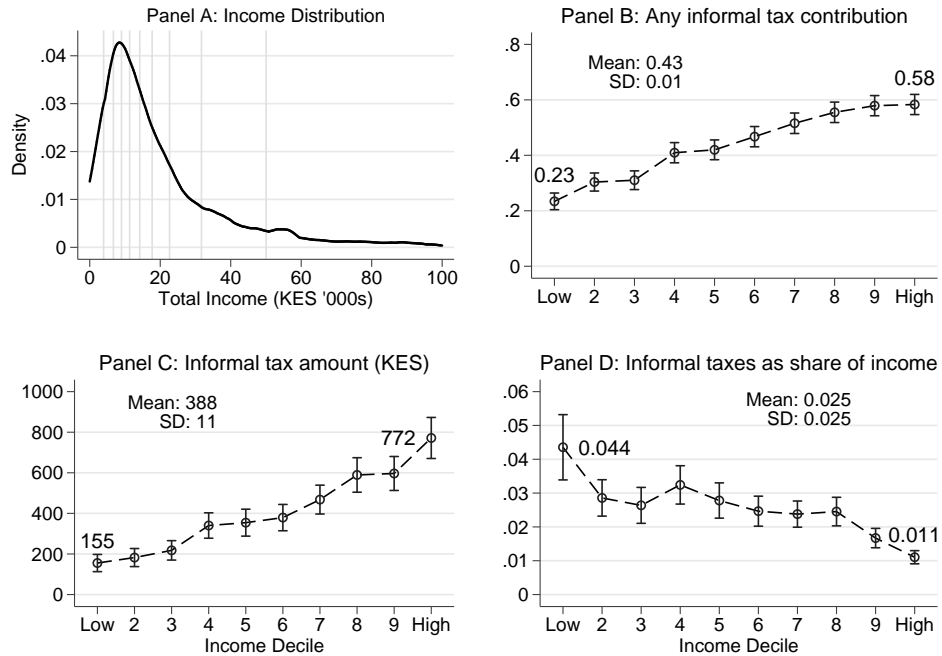 Panel A: Income Distribution
.04
.03
.02
.01
0
Density
0 20 40 60 80 100
Total Income (KES '000s)
Panel B: Any informal tax contribution
.8
.6
.4
.2
0
Mean: 0.43
SD: 0.01
0.23
0.58
Low 2 3 4 5 6 7 8 9 High
Panel C: Informal tax amount (KES)
1000
800
600
400
200
0
Mean: 388
SD: 11
155
772
Low 2 3 4 5 6 7 8 9 High
Income Decile
Panel D: Informal taxes as share of income
.06
.05
.04
.03
.02
.01
0
Mean: 0.025
SD: 0.025
0.044
0.011
Low 2 3 4 5 6 7 8 9 High
Income Decile